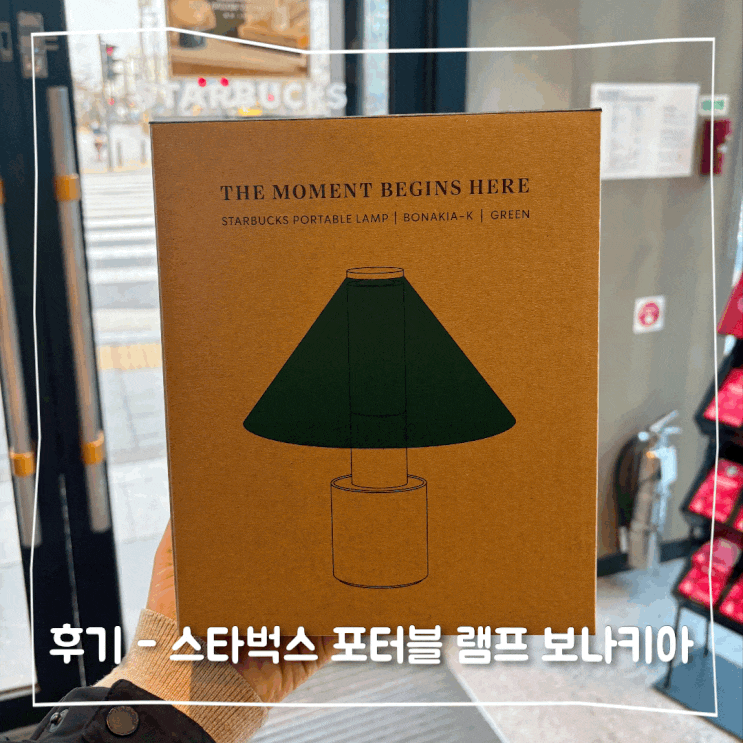 STARBUCKS
THE MOMENT BEGINS HERE
STARBUCKS PORTABLE LAMP | BONAKIA-K | GREEN
후기 - 스타벅스 포터블 램프 보나키아